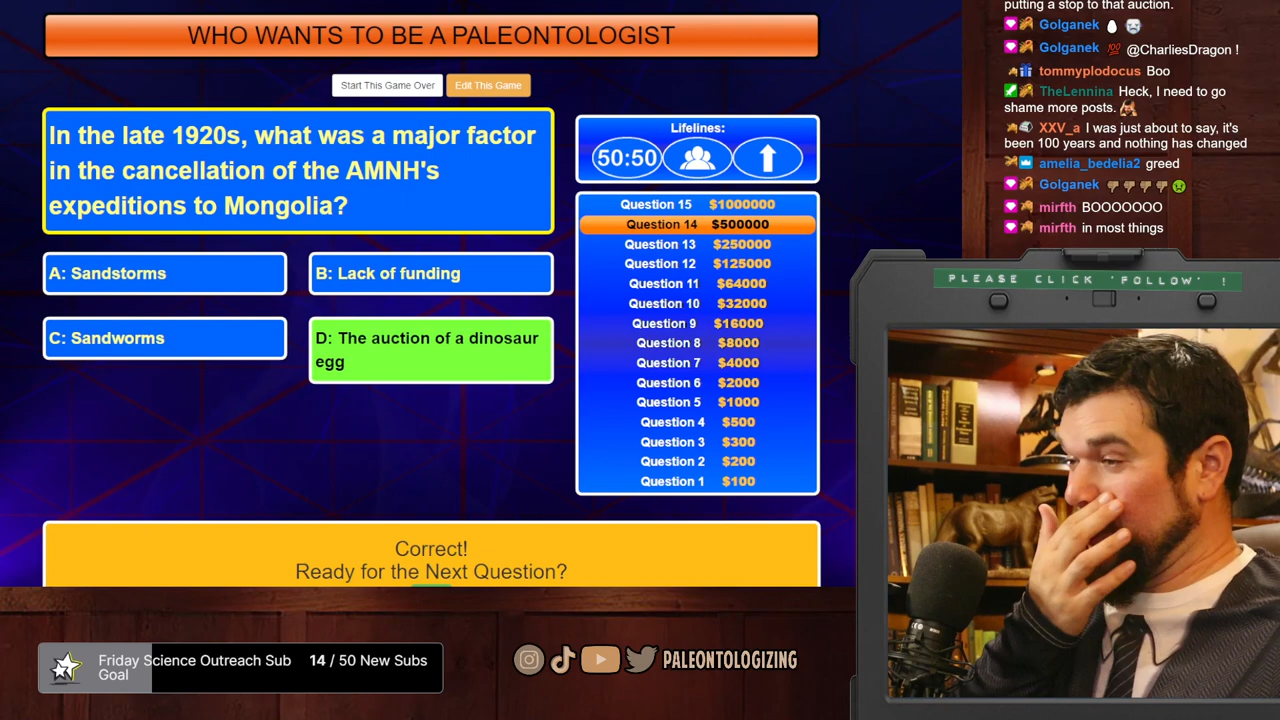 WHO WANTS TO BE A PALEONTOLOGIST
Start This Game Over
Edit This Game
In the late 1920s, what was a major factor
in the cancellation of the AMNH's
expeditions to Mongolia?
A: Sandstorms
B: Lack of funding
C: Sandworms
D: The auction of a dinosaur
egg
Lifelines:
50:50
Question 15 $1000000
Question 14 $500000
Question 13 $250000
Question 12 $125000
Question 11 $64000
Question 10 $32000
Question 9 $16000
Question 8 $8000
Question 7 $4000
Question 6 $2000
Question 5 $1000
Question 4 $500
Question 3 $300
Question 2 $200
Question 1 $100
Correct!
Ready for the Next Question?
Friday Science Outreach Sub
Goal
14 / 50 New Subs
PALEONTOLOGIZING
putting a stop to that auction.
Golganek
Golganek 💯 @CharliesDragon !
tommyplodocus Boo
TheLennina Heck, I need to go
shame more posts.
XXV_a I was just about to say, it's
been 100 years and nothing has changed
amelia_bedelia2 greed
Golganek
mirfth BOOOOOOO
mirfth in most things
PLEASE CLICK 'FOLLOW' !